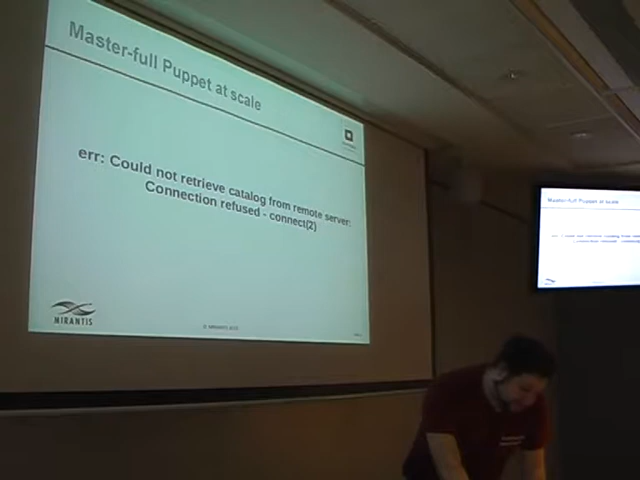 Master-full Puppet at scale
err: Could not retrieve catalog from remote server:
Connection refused - connect(2)
MIRANTIS
Master-full Puppet at scale